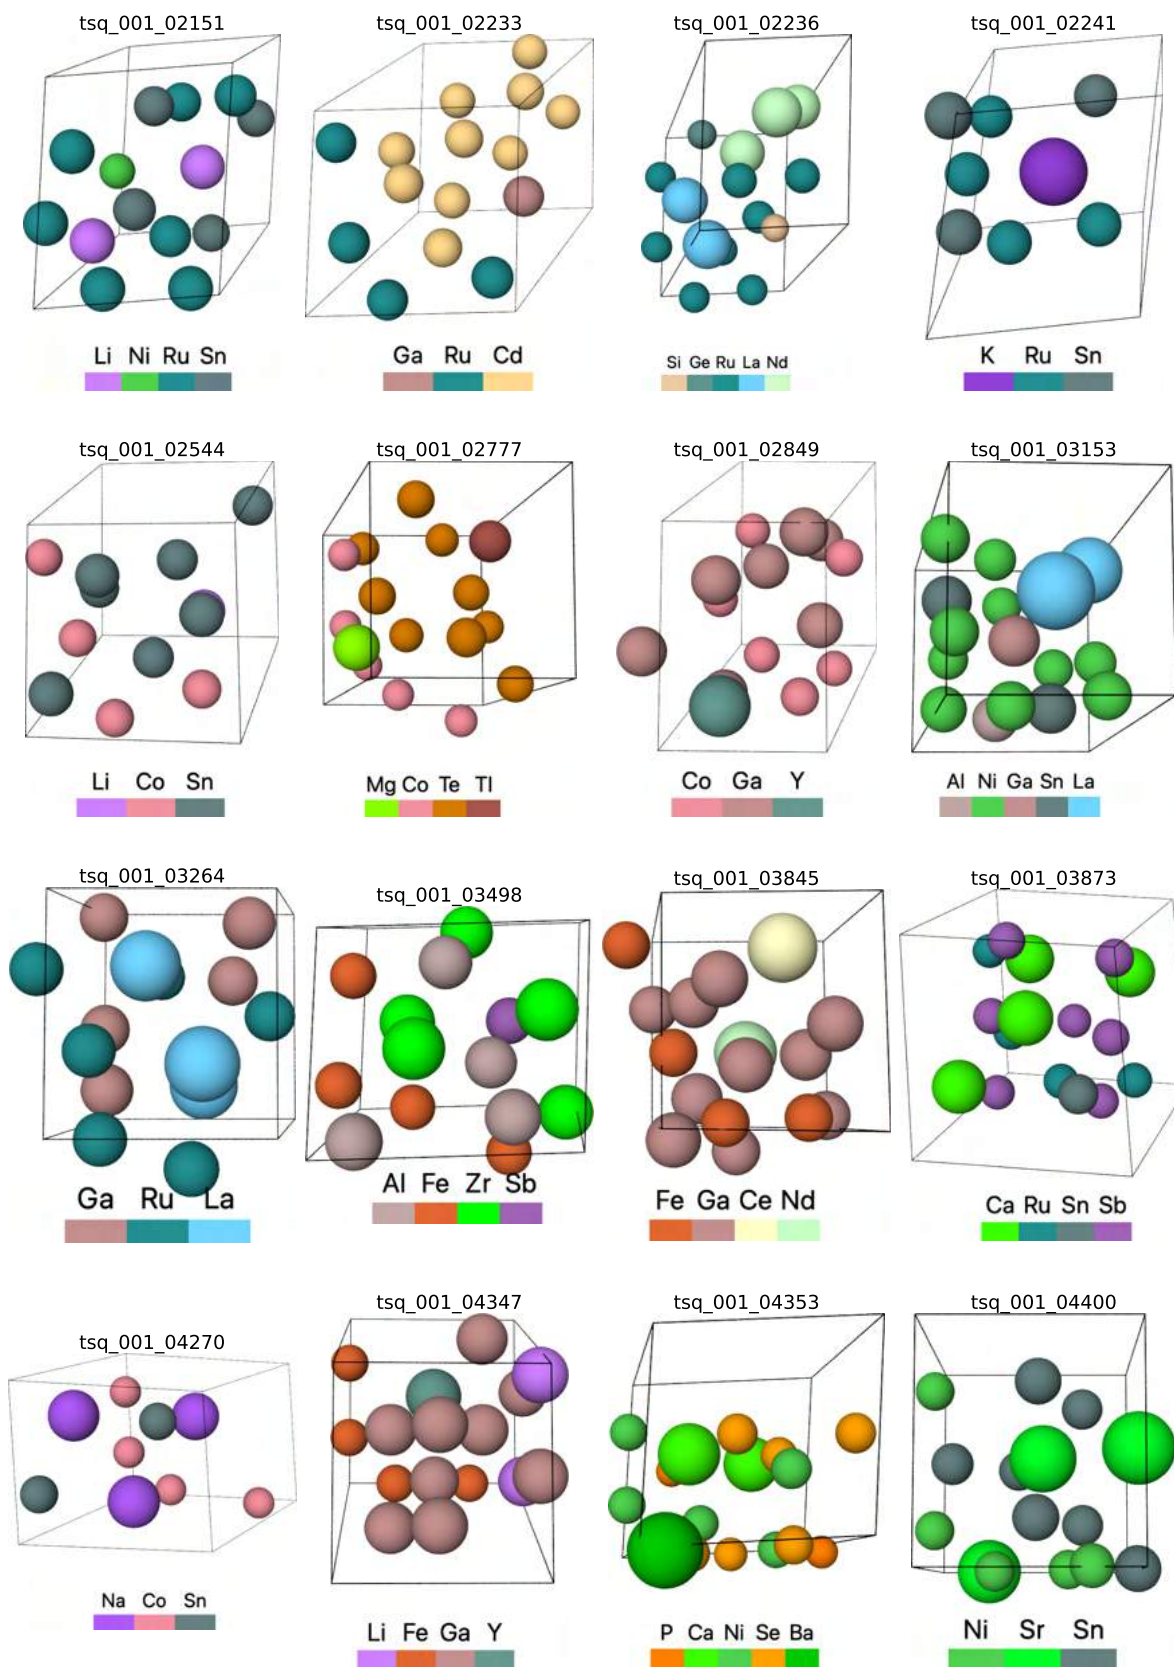 tsq_001_02151
tsq_001_02233
tsq_001_02236
tsq_001_02241
Li Ni Ru Sn
Ga Ru Cd
Si Ge Ru La Nd
K Ru Sn
tsq_001_02544
tsq_001_02777
tsq_001_02849
tsq_001_03153
Li Co Sn
Mg Co Te Tl
Co Ga Y
Al Ni Ga Sn La
tsq_001_03264
tsq_001_03498
tsq_001_03845
tsq_001_03873
Ga Ru La
Al Fe Zr Sb
Fe Ga Ce Nd
Ca Ru Sn Sb
tsq_001_04270
tsq_001_04347
tsq_001_04353
tsq_001_04400
Na Co Sn
Li Fe Ga Y
P Ca Ni Se Ba
Ni Sr Sn